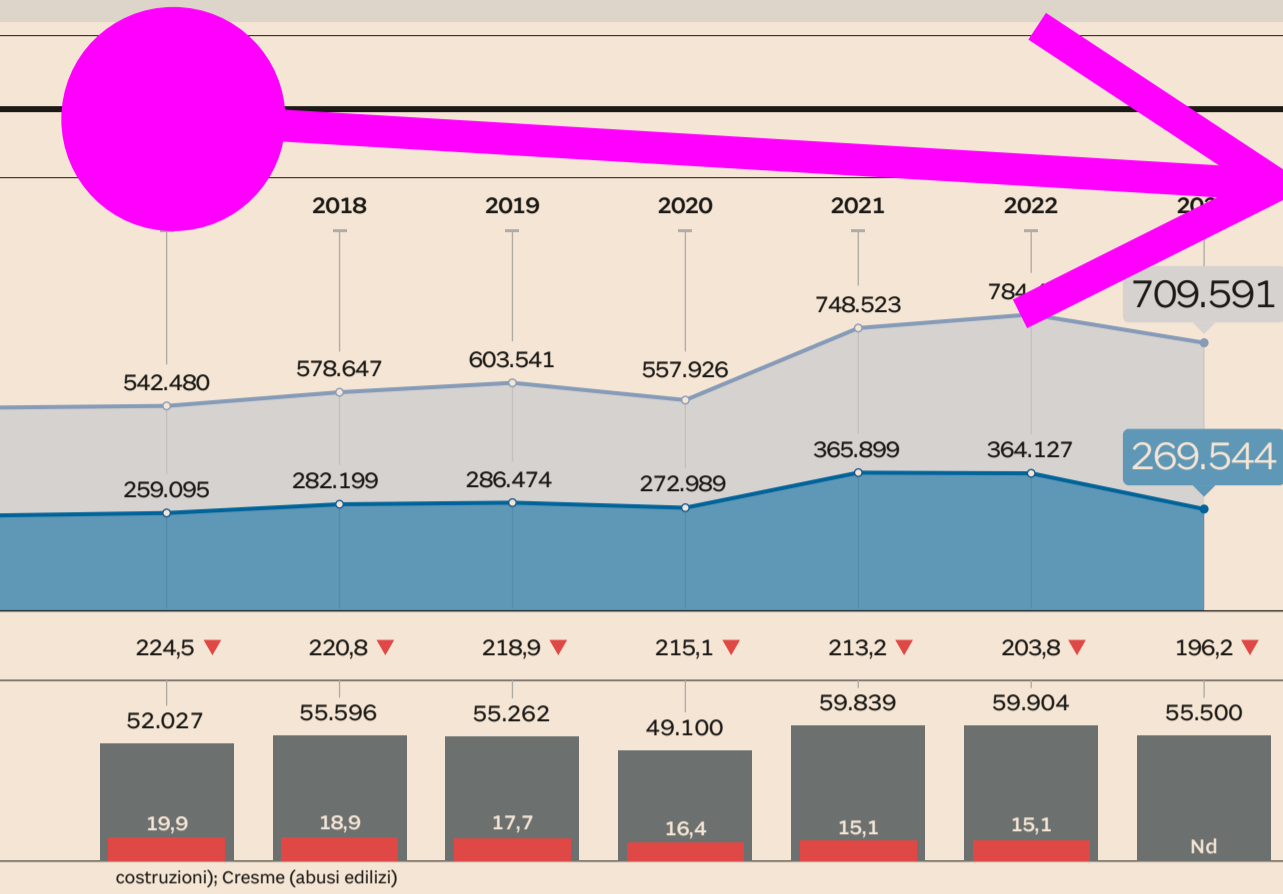 2018 2019 2020 2021 2022
748.523 709.591
542.480 578.647 603.541 557.926
259.095 282.199 286.474 272.989 365.899 364.127 269.544
224,5 220,8 218,9 215,1 213,2 203,8 196,2
52.027 55.596 55.262 49.100 59.839 59.904 55.500
19,9 18,9 17,7 16,4 15,1 15,1 Nd
costruzioni); Cresme (abusi edilizi)